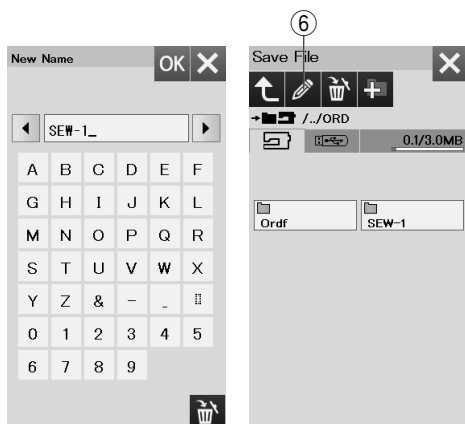 ⑥
New Name
OK
SEW-1_
A B C D E F
G H I J K L
M N O P Q R
S T U V W X
Y Z & - _
0 1 2 3 4 5
6 7 8 9
Save File
/../ORD
0.1/3.0MB
Ordf
SEW-1